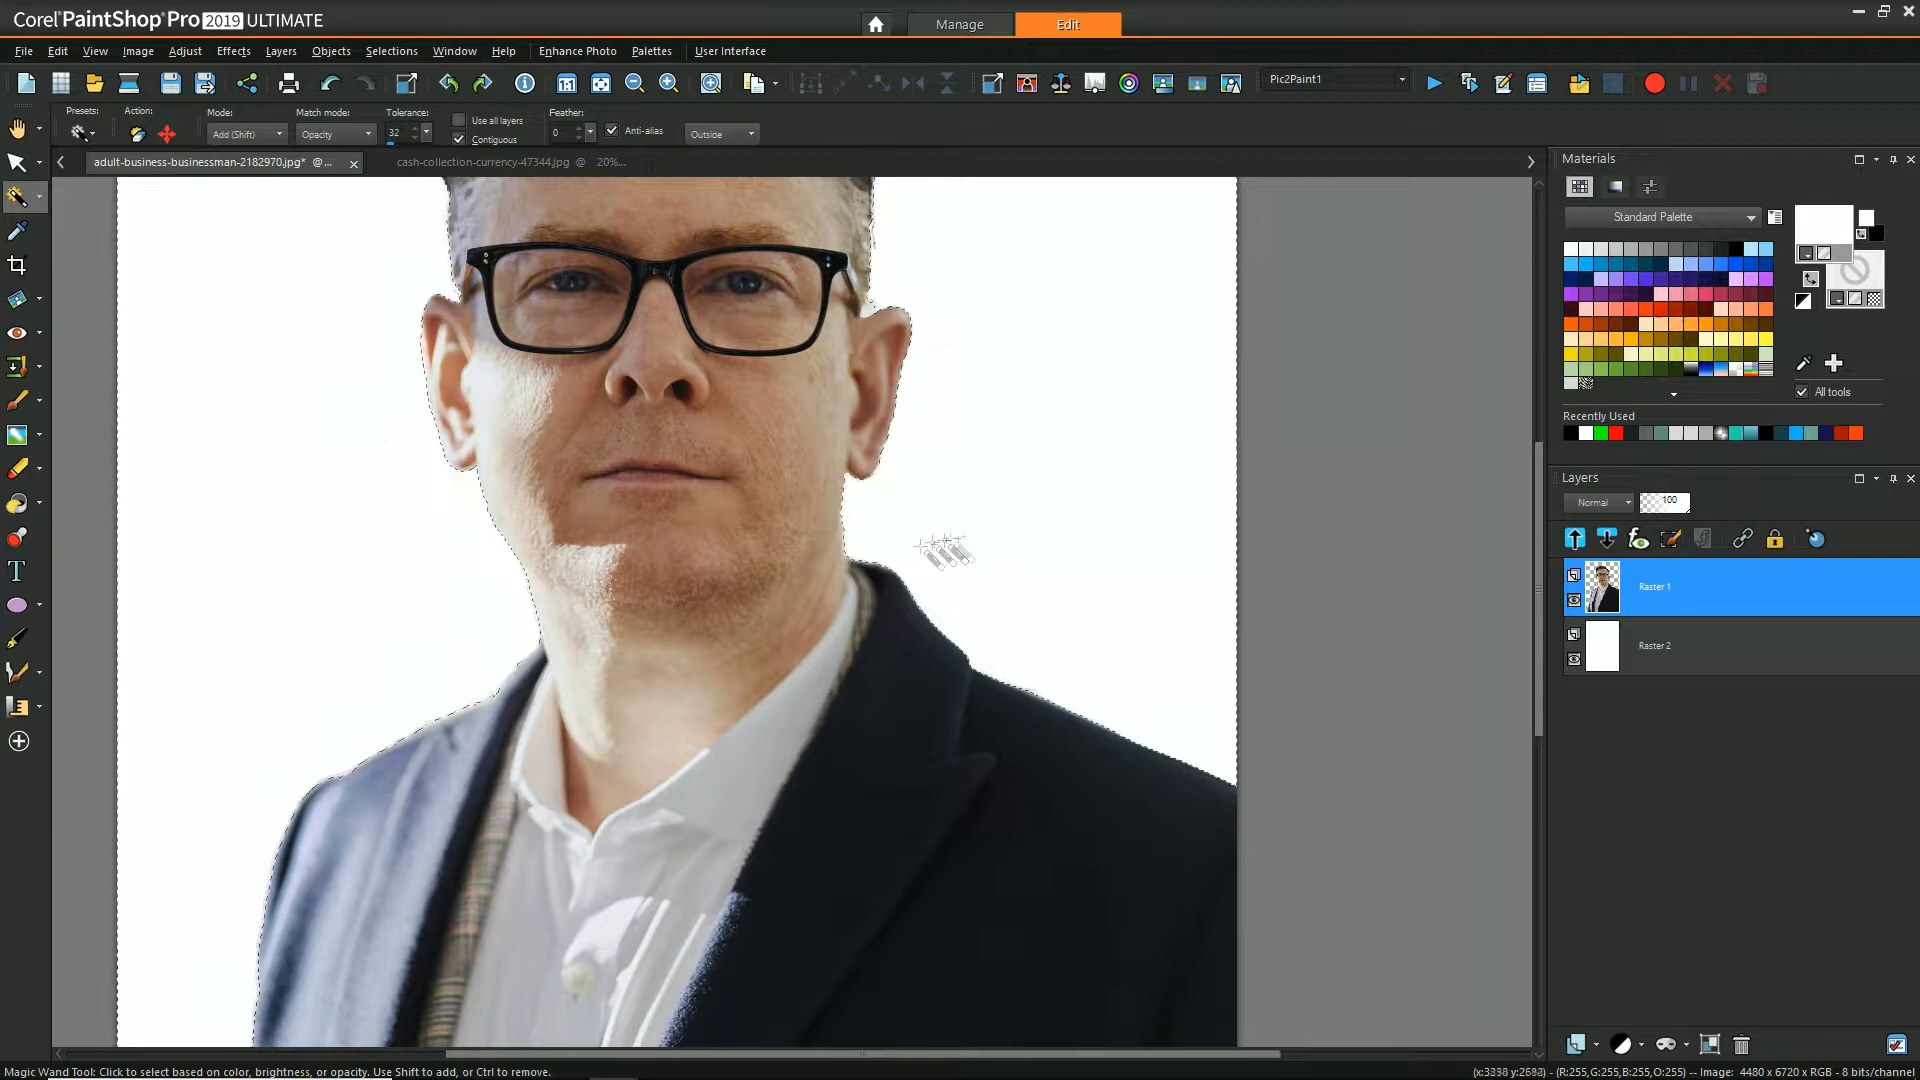 Corel PaintShop Pro 2019 ULTIMATE
Manage
Edit
File Edit View Image Adjust Effects Layers Objects Selections Window Help Enhance Photo Palettes User Interface
Pic2Paint1
Presets: Action: Mode: Match mode: Tolerance: Use all layers Feather:
Add (Shift) Opacity 32 Contiguous 0 Anti-alias Outside
adult-business-businessman-2182970.jpg* @... cash-collection-currency-47344.jpg @ 20%...
Materials
Standard Palette
All tools
Recently Used
Layers
Normal 100
Raster 1
Raster 2
Magic Wand Tool: Click to select based on color, brightness, or opacity. Use Shift to add, or Ctrl to remove.
- (R:255,G:255,B:255,O:255) -- Image: 4480 x 6720 x RGB - 8 bits/channel